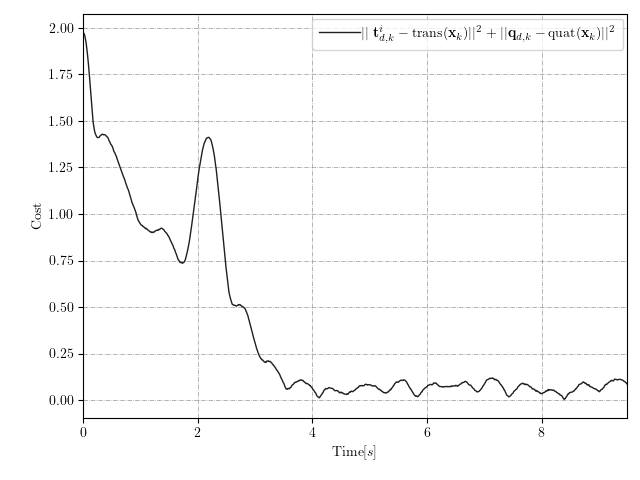 || t^i_{d,k} − trans(x_k)||^2 + ||q_{d,k} − quat(x_k)||^2
2.00
1.75
1.50
1.25
1.00
0.75
0.50
0.25
0.00
Cost
0 2 4 6 8
Time[s]